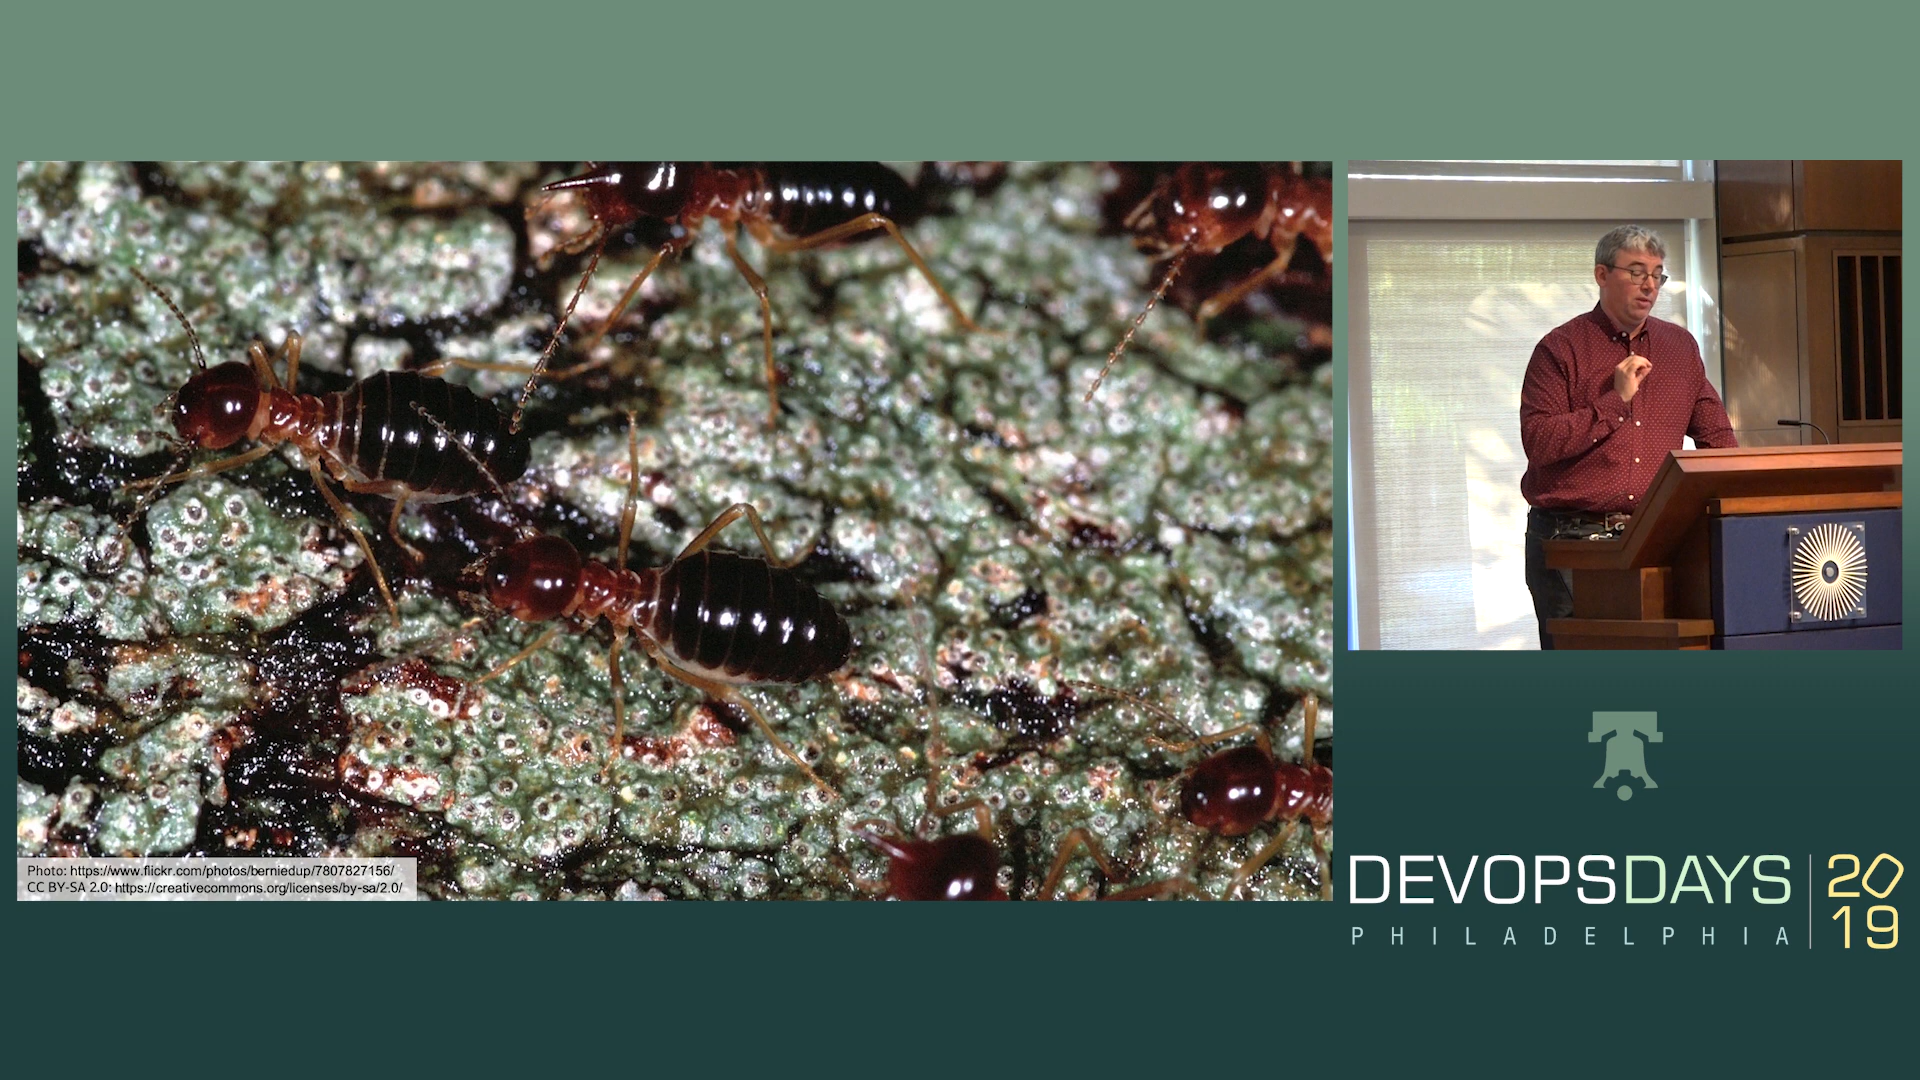 Photo: https://www.flickr.com/photos/berniedup/7807827156/
CC BY-SA 2.0: https://creativecommons.org/licenses/by-sa/2.0/
DEVOPSDAYS
PHILADELPHIA
20
19